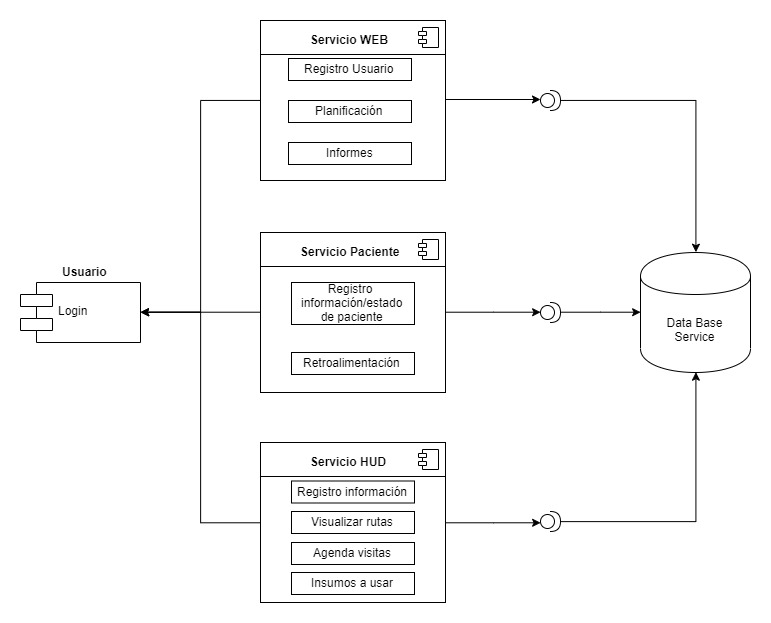 Servicio WEB
Registro Usuario
Planificación
Informes
Servicio Paciente
Registro
información/estado
de paciente
Retroalimentación
Usuario
Login
Data Base
Service
Servicio HUD
Registro información
Visualizar rutas
Agenda visitas
Insumos a usar